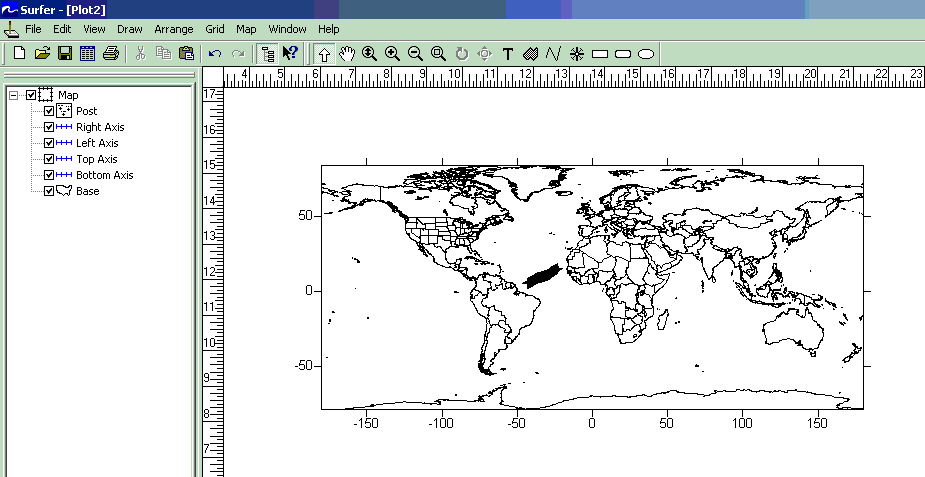 Surfer - [Plot2]
File Edit View Draw Arrange Grid Map Window Help
4 5 6 7 8 9 10 11 12 13 14 15 16 17 18 19 20 21 22 23
Map
Post
Right Axis
Left Axis
Top Axis
Bottom Axis
Base
17
16
15
14
13
12
11
10
9
8
7
50
0
-50
-150 -100 -50 0 50 100 150